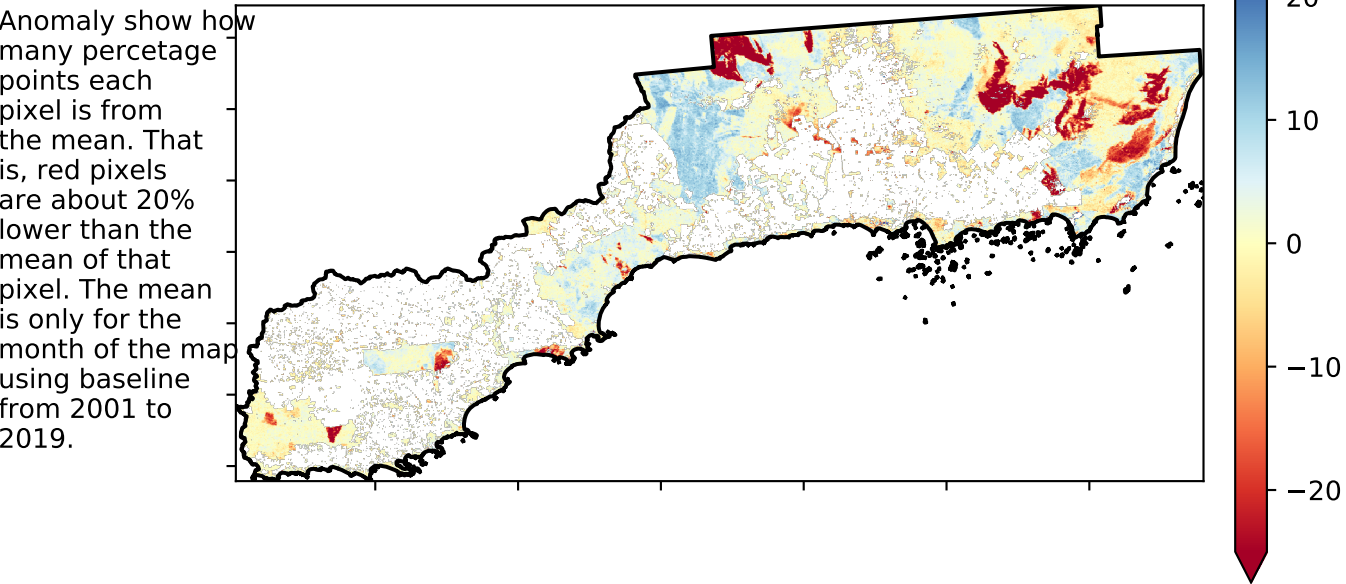 Anomaly show how
many percetage
points each
pixel is from
the mean. That
is, red pixels
are about 20%
lower than the
mean of that
pixel. The mean
is only for the
month of the map
using baseline
from 2001 to
2019.
20
10
0
−10
−20